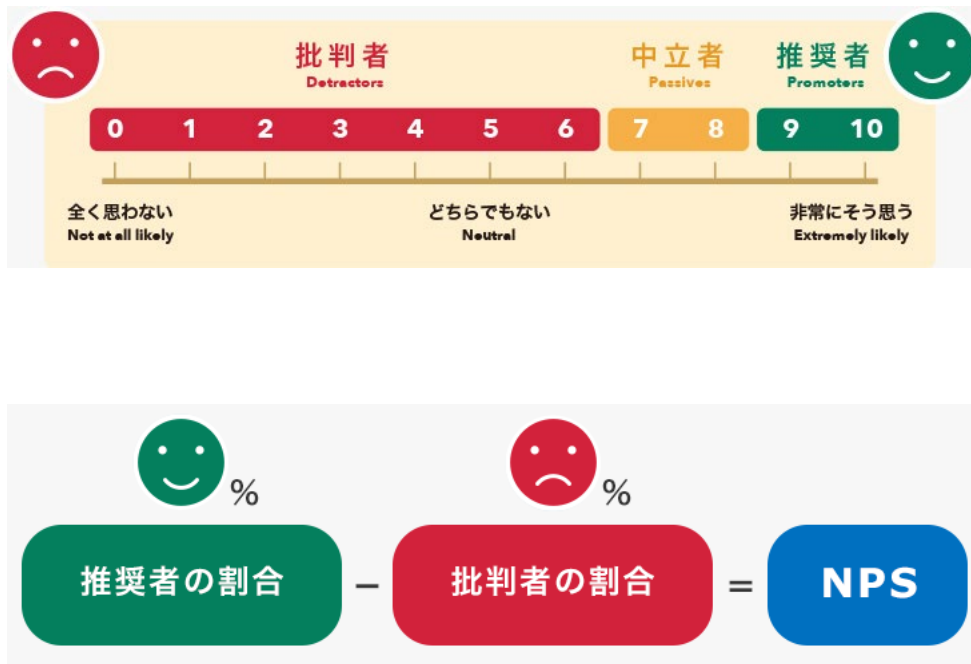 批判者
Detractors
中立者
Passives
推奨者
Promoters
0 1 2 3 4 5 6 7 8 9 10
全く思わない
Not at all likely
どちらでもない
Neutral
非常にそう思う
Extremely likely
% %
推奨者の割合 − 批判者の割合 = NPS